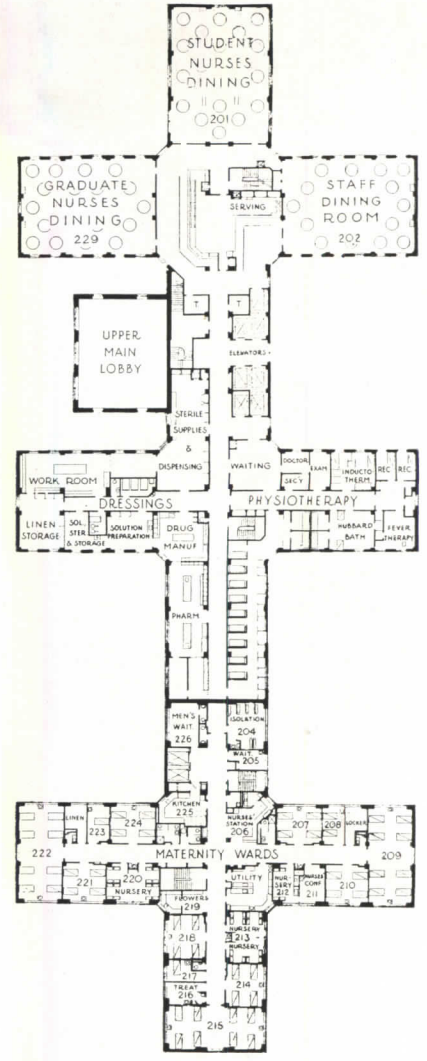 STUDENT
NURSES
DINING
201
GRADUATE
NURSES
DINING
229
SERVING
STAFF
DINING
ROOM
202
UPPER
MAIN
LOBBY
T
T
ELEVATORS
STERILE
SUPPLIES
&
DISPENSING
WAITING
DOCTOR
SEC'Y
EXAM
INDUCTO
THERM.
REC
REC
WORK ROOM
DRESSINGS
PHYSIOTHERAPY
LINEN
STORAGE
SOL.
STER
& STORAGE
SOLUTION
PREPARATION
DRUG
MANUF
HUBBARD
BATH
FEVER
THERAPY
PHARM.
MEN'S
WAIT.
226
ISOLATION
204
WAIT.
205
KITCHEN
225
NURSES
STATION
206
LINEN
223
224
207
208
LOCKER
222
MATERNITY WARDS
209
221
220
NURSERY
UTILITY
NUR-
SERY
212
NURSES
CONF
211
210
FLOWERS
219
218
NURSERY
213
NURSERY
217
TREAT
216
214
215